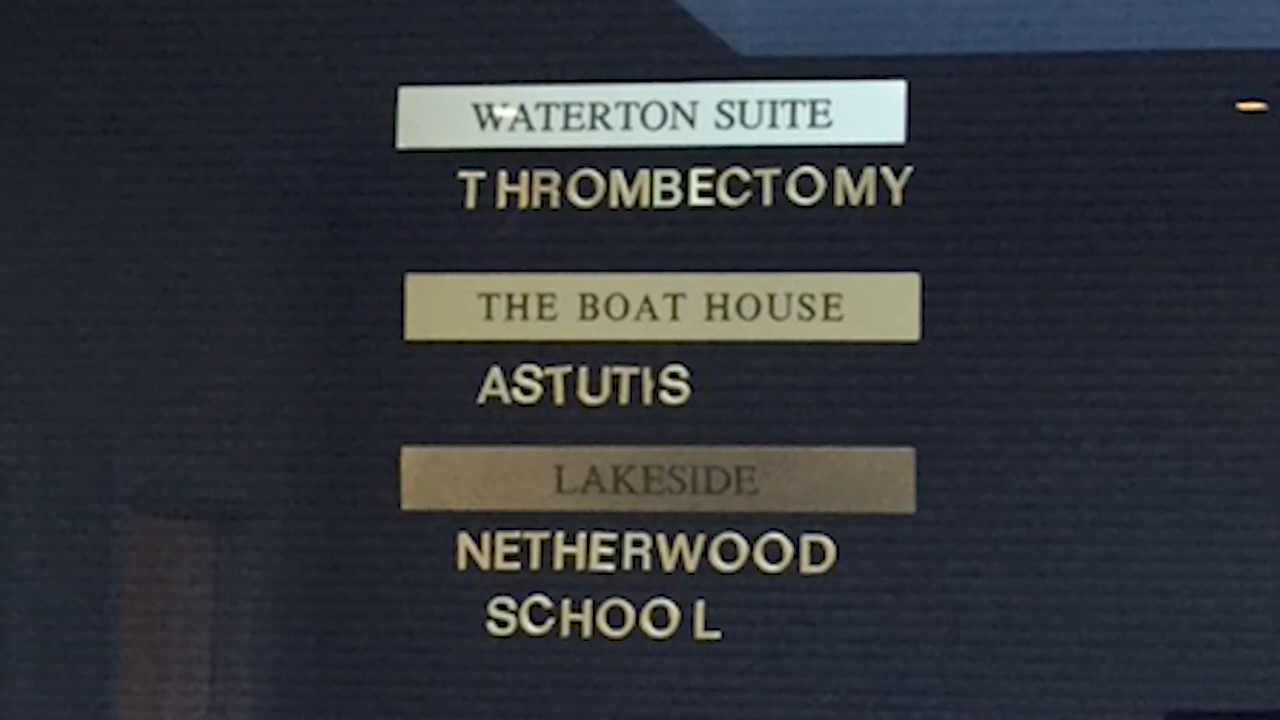 WATERTON SUITE
THROMBECTOMY
THE BOAT HOUSE
ASTUTIS
LAKESIDE
NETHERWOOD
SCHOOL